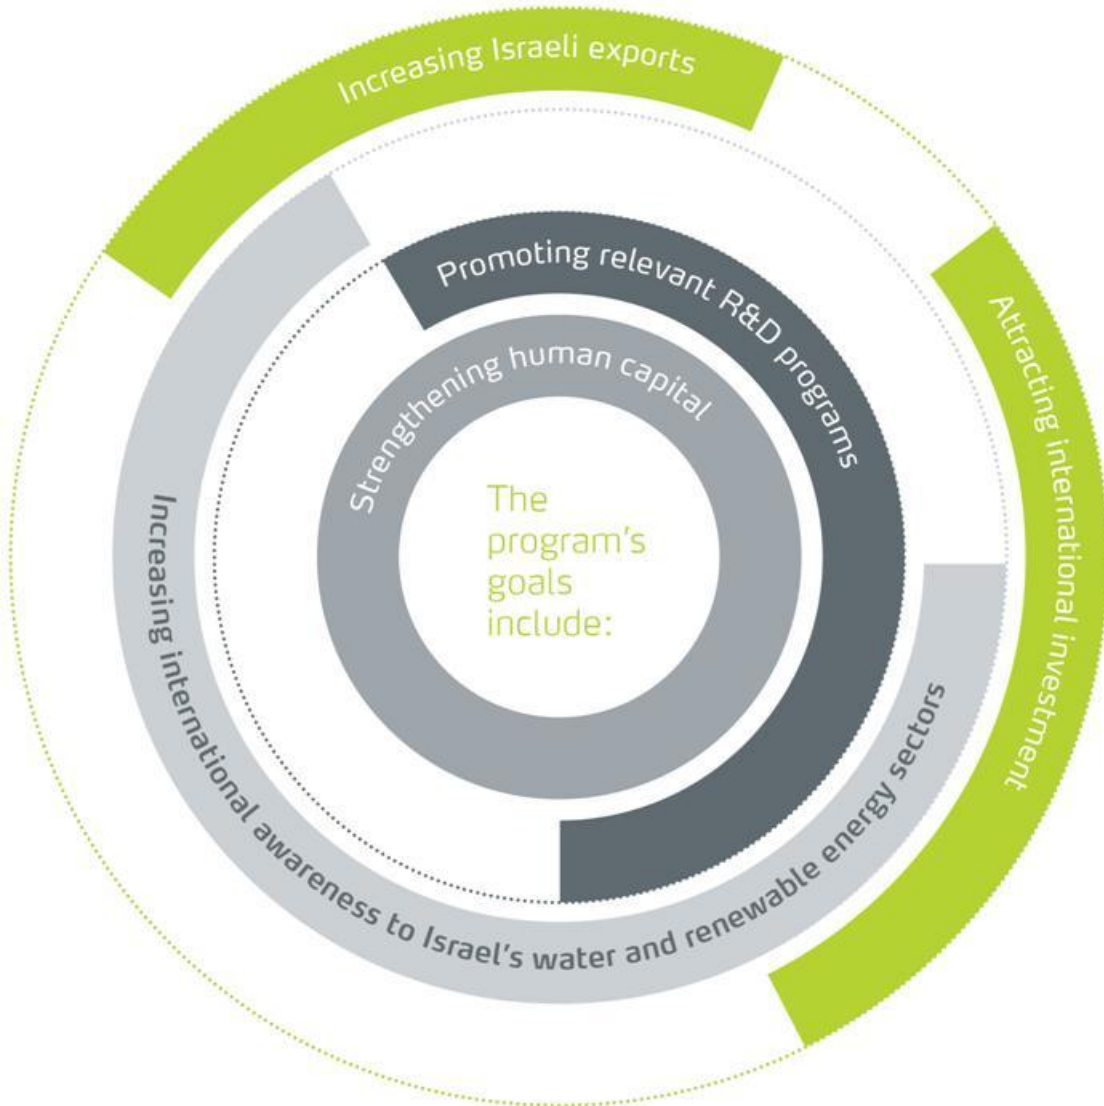 The
program's
goals
include:
Strengthening human capital
Promoting relevant R&D programs
Increasing international awareness to Israel's water and renewable energy sectors
Increasing Israeli exports
Attracting international investment